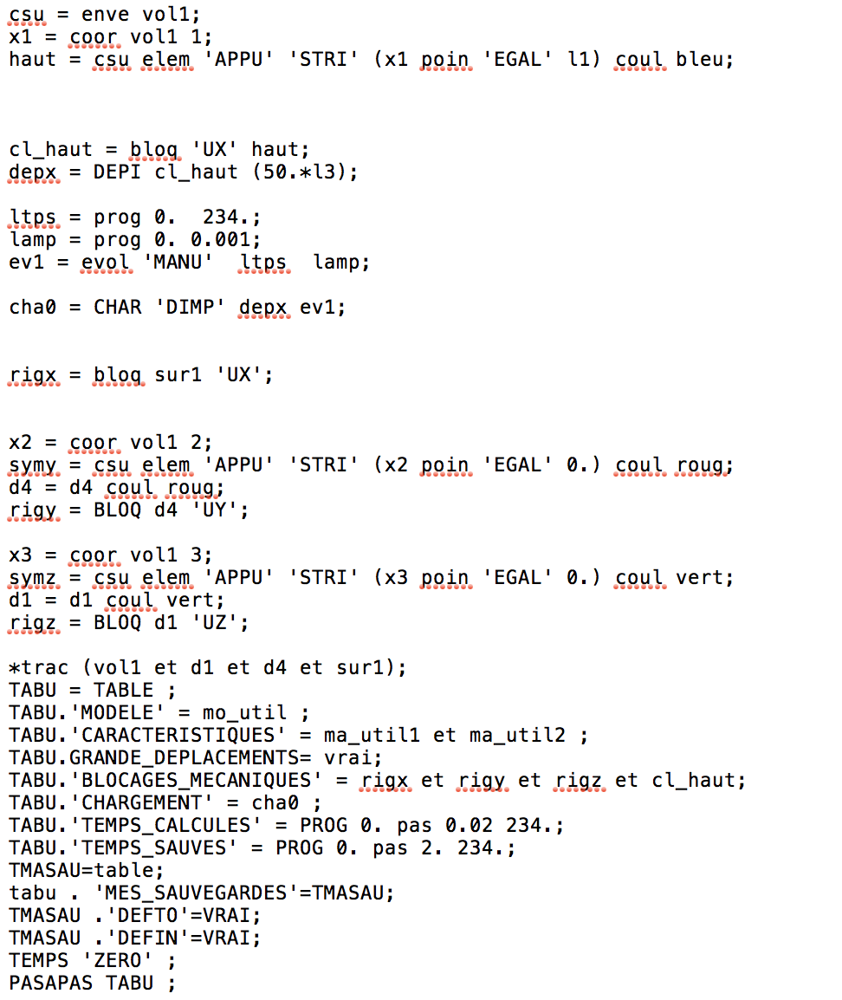 csu = enve vol1;
x1 = coor vol1 1;
haut = csu elem 'APPU' 'STRI' (x1 poin 'EGAL' l1) coul bleu;
cl_haut = bloq 'UX' haut;
depx = DEPI cl_haut (50.*l3);
ltps = prog 0.  234.;
lamp = prog 0. 0.001;
ev1 = evol 'MANU'  ltps  lamp;
cha0 = CHAR 'DIMP' depx ev1;
rigx = bloq sur1 'UX';
x2 = coor vol1 2;
symy = csu elem 'APPU' 'STRI' (x2 poin 'EGAL' 0.) coul roug;
d4 = d4 coul roug;
rigy = BLOQ d4 'UY';
x3 = coor vol1 3;
symz = csu elem 'APPU' 'STRI' (x3 poin 'EGAL' 0.) coul vert;
d1 = d1 coul vert;
rigz = BLOQ d1 'UZ';
*trac (vol1 et d1 et d4 et sur1);
TABU = TABLE ;
TABU.'MODELE' = mo_util ;
TABU.'CARACTERISTIQUES' = ma_util1 et ma_util2 ;
TABU.GRANDE_DEPLACEMENTS= vrai;
TABU.'BLOCAGES_MECANIQUES' = rigx et rigy et rigz et cl_haut;
TABU.'CHARGEMENT' = cha0 ;
TABU.'TEMPS_CALCULES' = PROG 0. pas 0.02 234.;
TABU.'TEMPS_SAUVES' = PROG 0. pas 2. 234.;
TMASAU=table;
tabu . 'MES_SAUVEGARDES'=TMASAU;
TMASAU .'DEFTO'=VRAI;
TMASAU .'DEFIN'=VRAI;
TEMPS 'ZERO' ;
PASAPAS TABU ;